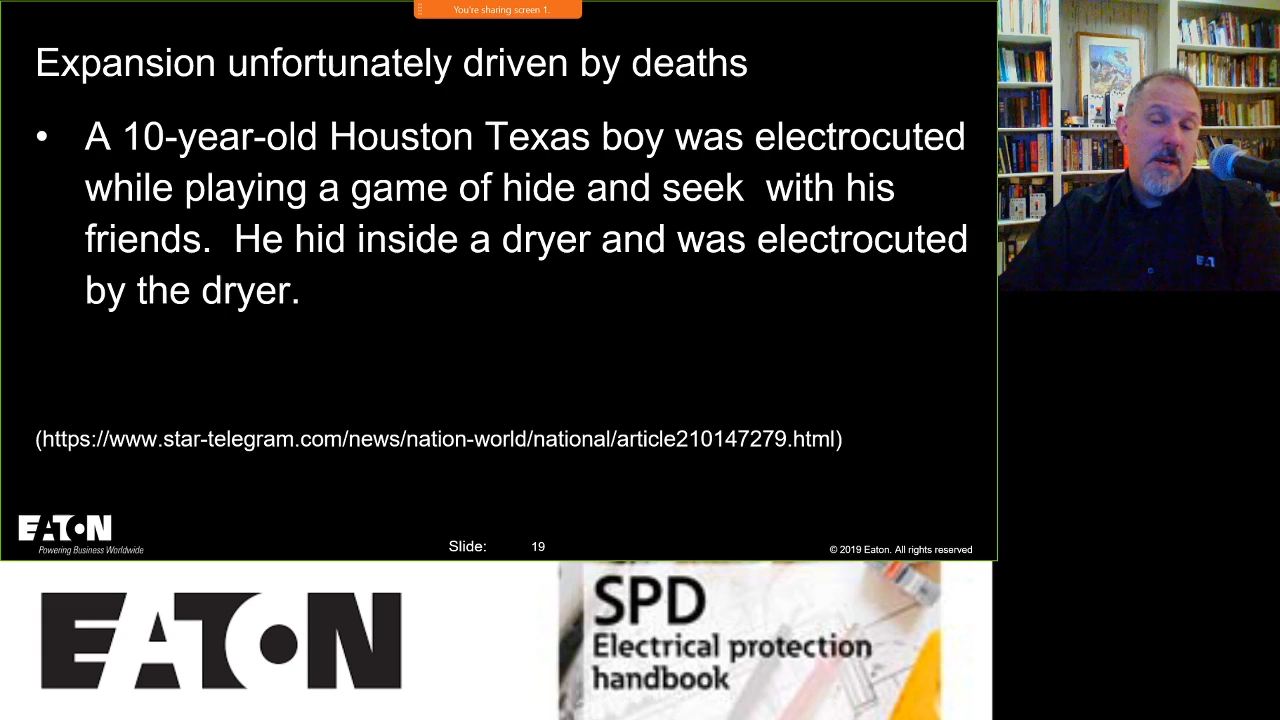 You're sharing screen 1.
Expansion unfortunately driven by deaths
• A 10-year-old Houston Texas boy was electrocuted
while playing a game of hide and seek  with his
friends.  He hid inside a dryer and was electrocuted
by the dryer.
(https://www.star-telegram.com/news/nation-world/national/article210147279.html)
EATON
Powering Business Worldwide
Slide: 19
© 2019 Eaton. All rights reserved
EATON
EATON
SPD
Electrical protection
handbook